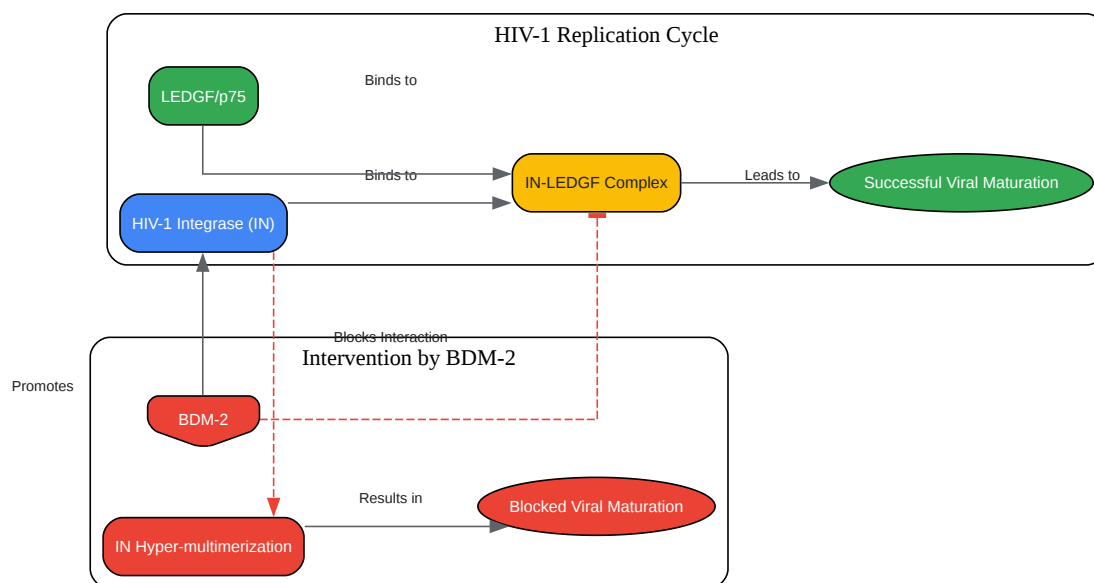 HIV-1 Replication Cycle
Binds to
LEDGF/p75
Binds to
IN-LEDGF Complex
Leads to
Successful Viral Maturation
HIV-1 Integrase (IN)
Blocks Interaction
Intervention by BDM-2
Promotes
BDM-2
Results in
Blocked Viral Maturation
IN Hyper-multimerization